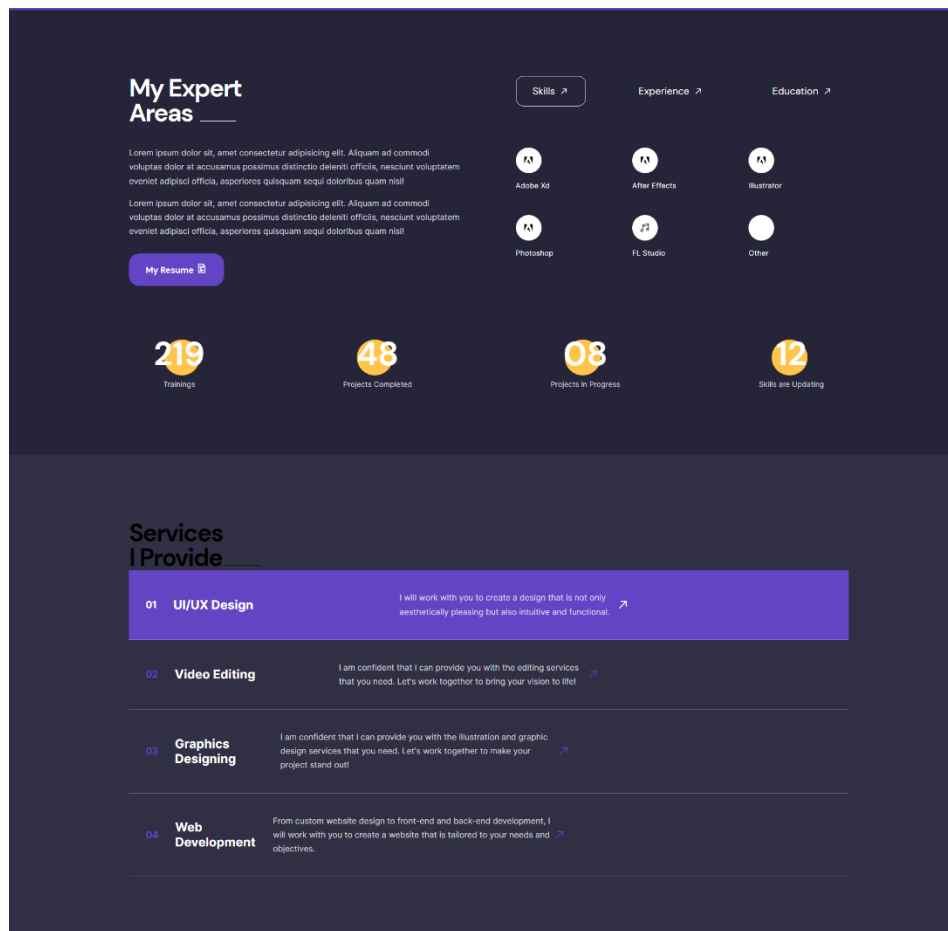 My Expert
Areas
Skills
Experience
Education
Lorem ipsum dolor sit, amet consectetur adipisicing elit. Aliquam ad commodi
voluptas dolor at accusamus possimus distinctio deleniti officiis, nesciunt voluptatem
eveniet adipisci officia, asperiores quisquam sequi doloribus quam nisi!
Lorem ipsum dolor sit, amet consectetur adipisicing elit. Aliquam ad commodi
voluptas dolor at accusamus possimus distinctio deleniti officiis, nesciunt voluptatem
eveniet adipisci officia, asperiores quisquam sequi doloribus quam nisi!
My Resume
Adobe Xd
After Effects
Illustrator
Photoshop
FL Studio
Other
219
Trainings
48
Projects Completed
08
Projects in Progress
12
Skills are Updating
Services
I Provide
01
UI/UX Design
I will work with you to create a design that is not only
aesthetically pleasing but also intuitive and functional.
02
Video Editing
I am confident that I can provide you with the editing services
that you need. Let's work together to bring your vision to life!
03
Graphics
Designing
I am confident that I can provide you with the illustration and graphic
design services that you need. Let's work together to make your
project stand out!
04
Web
Development
From custom website design to front-end and back-end development, I
will work with you to create a website that is tailored to your needs and
objectives.